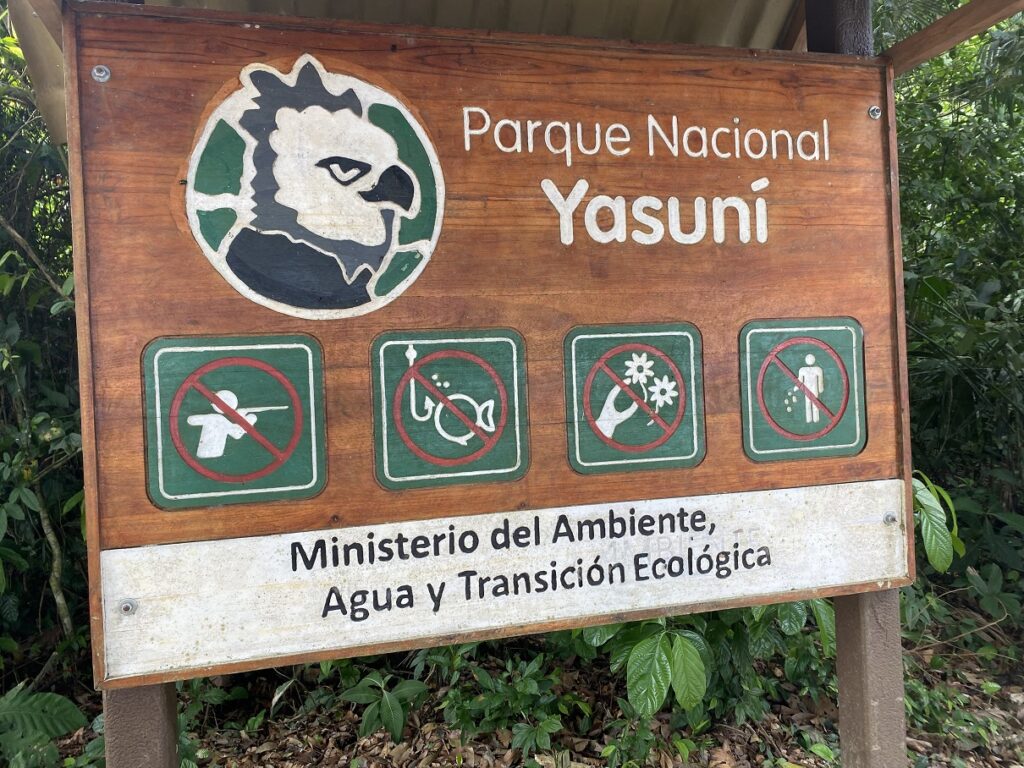 Parque Nacional
Yasuní
Ministerio del Ambiente,
Agua y Transición Ecológica